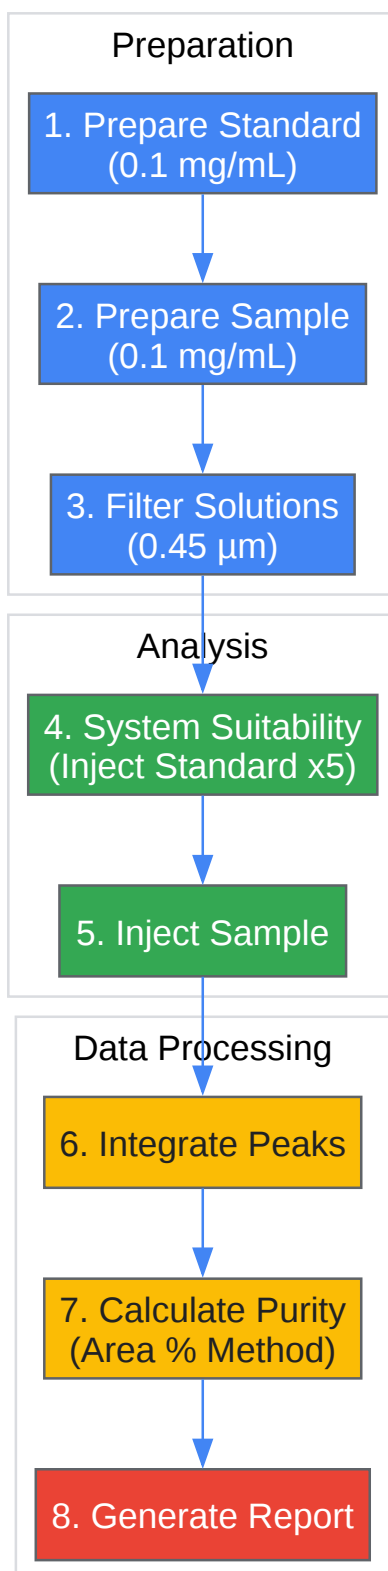 Preparation
1. Prepare Standard
(0.1 mg/mL)
2. Prepare Sample
(0.1 mg/mL)
3. Filter Solutions
(0.45 µm)
Analysis
4. System Suitability
(Inject Standard x5)
5. Inject Sample
Data Processing
6. Integrate Peaks
7. Calculate Purity
(Area % Method)
8. Generate Report